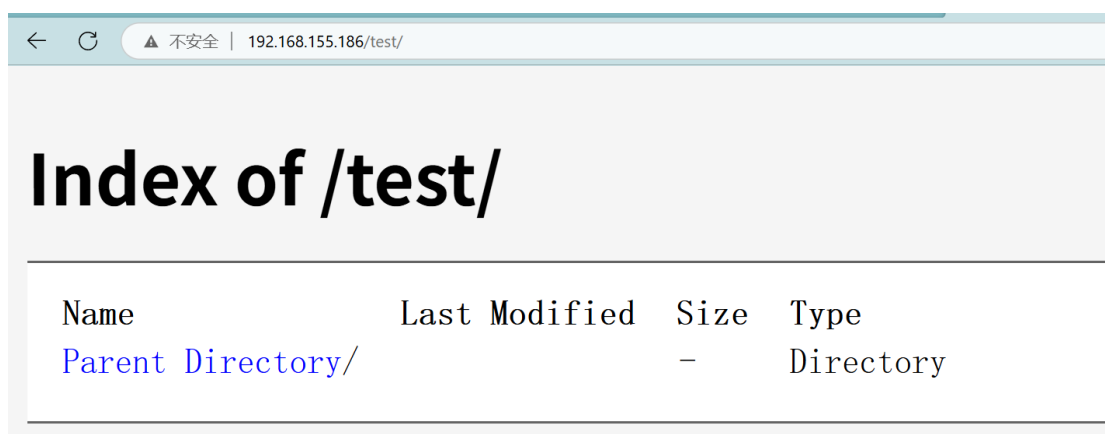 不安全 | 192.168.155.186/test/
Index of /test/
Name Last Modified Size Type
Parent Directory/ - Directory